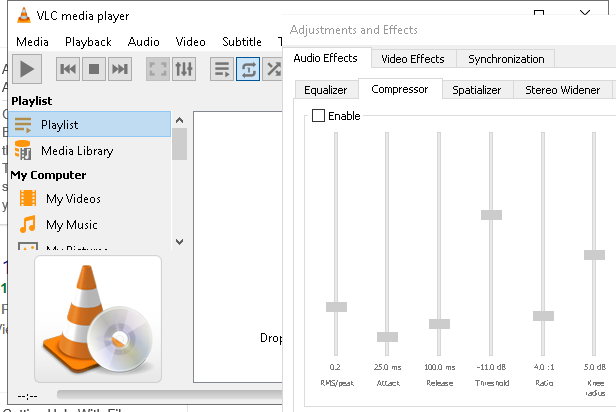 VLC media player
Media Playback Audio Video Subtitle T
Playlist
Playlist
Media Library
My Computer
My Videos
My Music
My Pictures
Drop
--:--
Adjustments and Effects
Audio Effects Video Effects Synchronization
Equalizer Compressor Spatializer Stereo Widener
Enable
0.2 25.0 ms 100.0 ms -11.0 dB 4.0 :1 5.0 dB
RMS/peak Attack Release Threshold Ratio Knee
radius